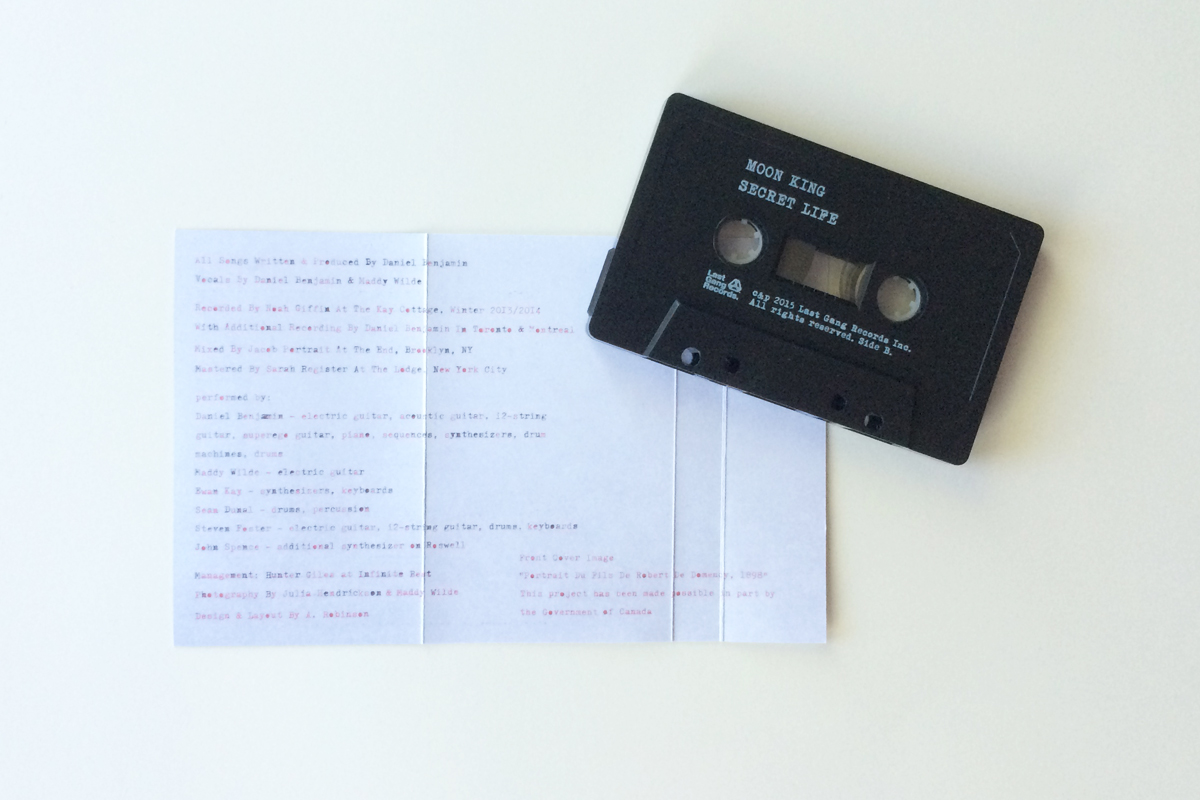 MOON KING
SECRET LIFE
Last
Gang
Records.
c&p 2015 Last Gang Records Inc.
All rights reserved. Side B.
All Songs Written & Produced By Daniel Benjamin
Vocals By Daniel Benjamin & Maddy Wilde
Recorded By Noah Giffin At The Kay Cottage, Winter 2013/2014
With Additional Recording By Daniel Benjamin In Toronto & Montreal
Mixed By Jacob Portrait At The End, Brooklyn, NY
Mastered By Sarah Register At The Lodge, New York City
performed by:
Daniel Benjamin - electric guitar, acoustic guitar, 12-string
guitar, superego guitar, piano, sequences, synthesizers, drum
machines, drums
Maddy Wilde - electric guitar
Ewan Kay - synthesizers, keyboards
Sean Dunal - drums, percussion
Steven Foster - electric guitar, 12-string guitar, drums, keyboards
John Spence - additional synthesizer on Roswell
Management: Hunter Giles at Infinite Best
Photography By Julia Hendrickson & Maddy Wilde
Design & Layout By A. Robinson
Front Cover Image
"Portrait Du Fils De Robert De Domenzy, 1898"
This project has been made possible in part by
the Government of Canada